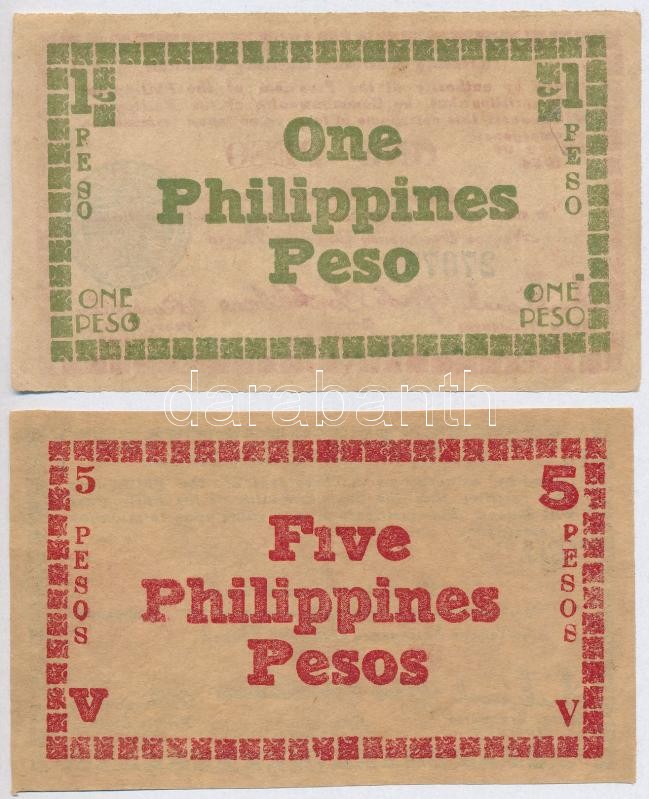 1 1
PESO PESO
One
Philippines
Peso
ONE
PESO
ONE
PESO
darabanth
5 5
PESOS PESOS
Five
Philippines
Pesos
V V